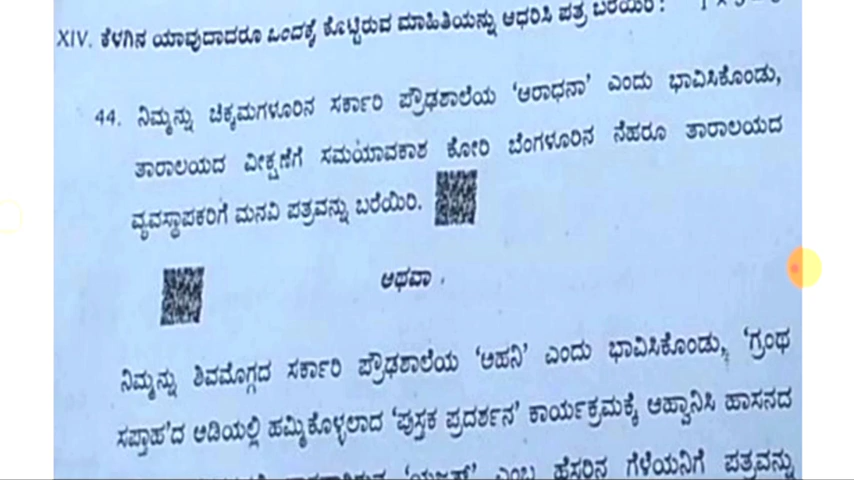 XIV. ಕೆಳಗಿನ ಯಾವುದಾದರೂ ಒಂದಕ್ಕೆ ಕೊಟ್ಟಿರುವ ಮಾಹಿತಿಯನ್ನು ಆಧರಿಸಿ ಪತ್ರ ಬರೆಯಿರಿ :
44. ನಿಮ್ಮನ್ನು ಚಿಕ್ಕಮಗಳೂರಿನ ಸರ್ಕಾರಿ ಪ್ರೌಢಶಾಲೆಯ ‘ಆರಾಧನಾ’ ಎಂದು ಭಾವಿಸಿಕೊಂಡು,
ತಾರಾಲಯದ ವೀಕ್ಷಣೆಗೆ ಸಮಯಾವಕಾಶ ಕೋರಿ ಬೆಂಗಳೂರಿನ ನೆಹರೂ ತಾರಾಲಯದ
ವ್ಯವಸ್ಥಾಪಕರಿಗೆ ಮನವಿ ಪತ್ರವನ್ನು ಬರೆಯಿರಿ.
ಅಥವಾ
ನಿಮ್ಮನ್ನು ಶಿವಮೊಗ್ಗದ ಸರ್ಕಾರಿ ಪ್ರೌಢಶಾಲೆಯ ‘ಆಹನಿ’ ಎಂದು ಭಾವಿಸಿಕೊಂಡು, ‘ಗ್ರಂಥ
ಸಪ್ತಾಹ’ದ ಅಡಿಯಲ್ಲಿ ಹಮ್ಮಿಕೊಳ್ಳಲಾದ ‘ಪುಸ್ತಕ ಪ್ರದರ್ಶನ’ ಕಾರ್ಯಕ್ರಮಕ್ಕೆ ಆಹ್ವಾನಿಸಿ ಹಾಸನದ
ಎಂಬ ಹೆಸರಿನ ಗೆಳೆಯನಿಗೆ ಪತ್ರವನ್ನು